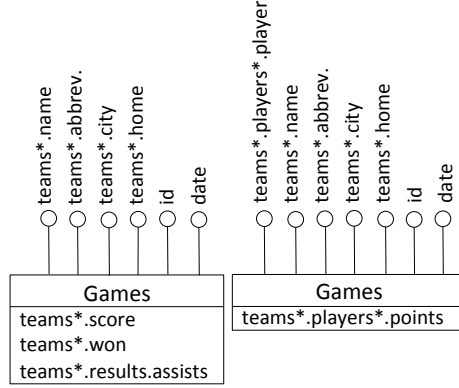 teams*.name
teams*.abbrev.
teams*.city
teams*.home
id
date
Games
teams*.score
teams*.won
teams*.results.assists
teams*.players*.player
teams*.name
teams*.abbrev.
teams*.city
teams*.home
id
date
Games
teams*.players*.points